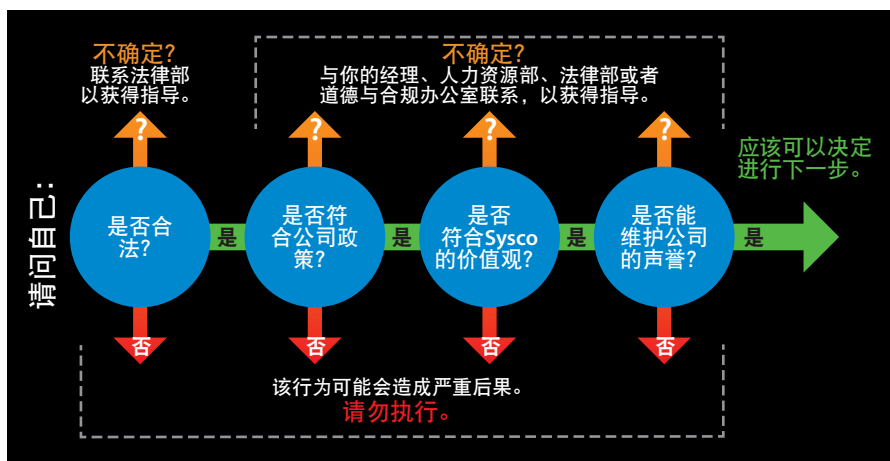 不确定？
联系法律部
以获得指导。
不确定？
与你的经理、人力资源部、法律部或者
道德与合规办公室联系，以获得指导。
?
?
?
?
应该可以决定
进行下一步。
请问自己：
是否合
法？
是
是否符
合公司政
策？
是
是否
符合Sysco
的价值观？
是
是否能
维护公司
的声誉？
是
否
否
否
否
该行为可能会造成严重后果。
请勿执行。